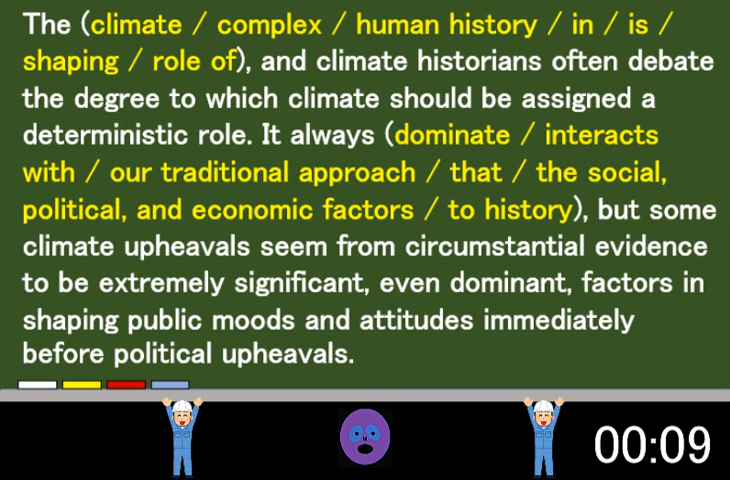 The (climate / complex / human history / in / is /
shaping / role of), and climate historians often debate
the degree to which climate should be assigned a
deterministic role. It always (dominate / interacts
with / our traditional approach / that / the social,
political, and economic factors / to history), but some
climate upheavals seem from circumstantial evidence
to be extremely significant, even dominant, factors in
shaping public moods and attitudes immediately
before political upheavals.
00:09